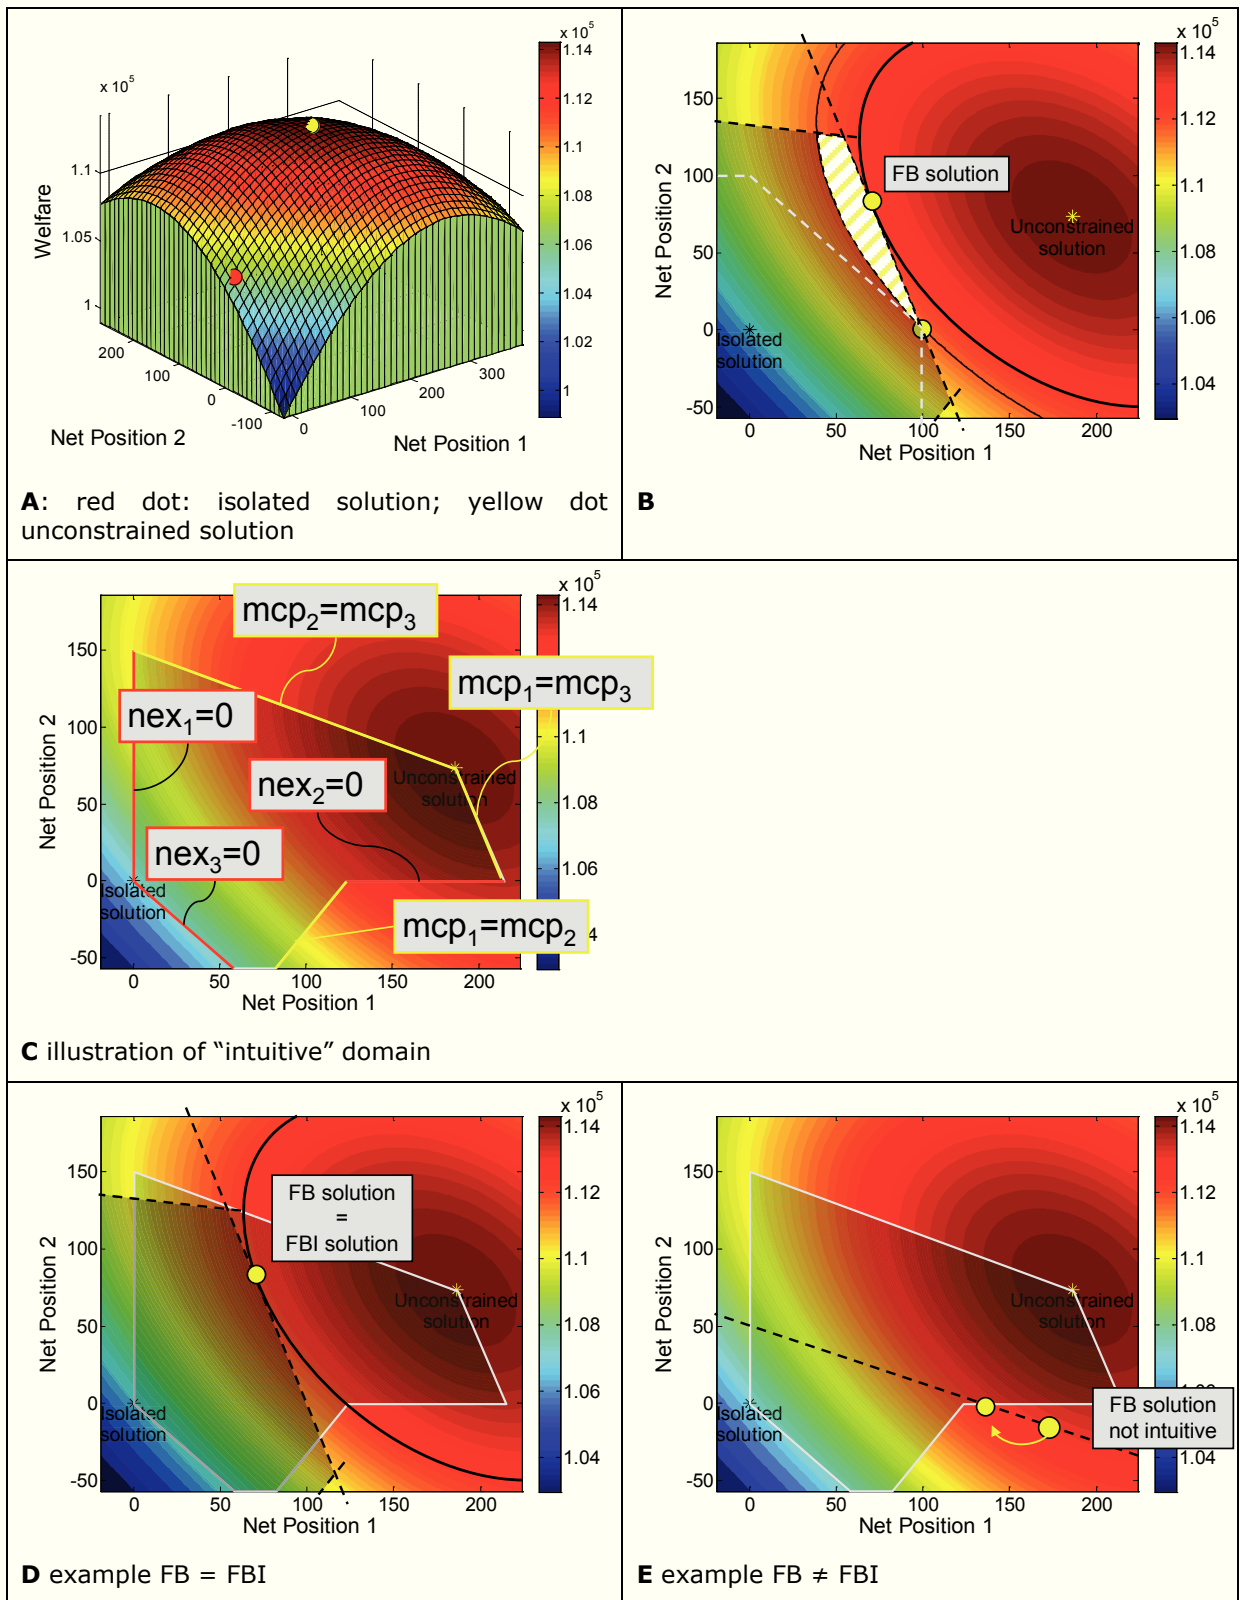 x 10^5
1.14
x 10^5
1.12
1.1
1.1
Welfare
1.08
1.05
1.06
1
1.04
200
1.02
100
300
0
200
1
100
-100
0
Net Position 2
Net Position 1
A: red dot: isolated solution; yellow dot
unconstrained solution
x 10^5
1.14
150
1.12
FB solution
100
1.1
Net Position 2
Unconstrained
solution
50
1.08
0
Isolated
solution
1.06
-50
1.04
0
50
100
150
200
Net Position 1
B
x 10^5
1.14
mcp2=mcp3
150
mcp1=mcp3
nex1=0
100
1.1
Net Position 2
nex2=0
Unconstrained
solution
50
1.08
nex3=0
1.06
0
Isolated
solution
mcp1=mcp2
4
-50
0
50
100
150
200
Net Position 1
C illustration of “intuitive” domain
x 10^5
1.14
150
FB solution
=
FBI solution
1.12
100
1.1
Net Position 2
Unconstrained
solution
50
1.08
0
Isolated
solution
1.06
-50
1.04
0
50
100
150
200
Net Position 1
D example FB = FBI
x 10^5
1.14
150
1.12
100
1.1
Net Position 2
Unconstrained
solution
50
1.08
0
Isolated
solution
1.06
FB solution
not intuitive
-50
1.04
0
50
100
150
200
Net Position 1
E example FB ≠ FBI